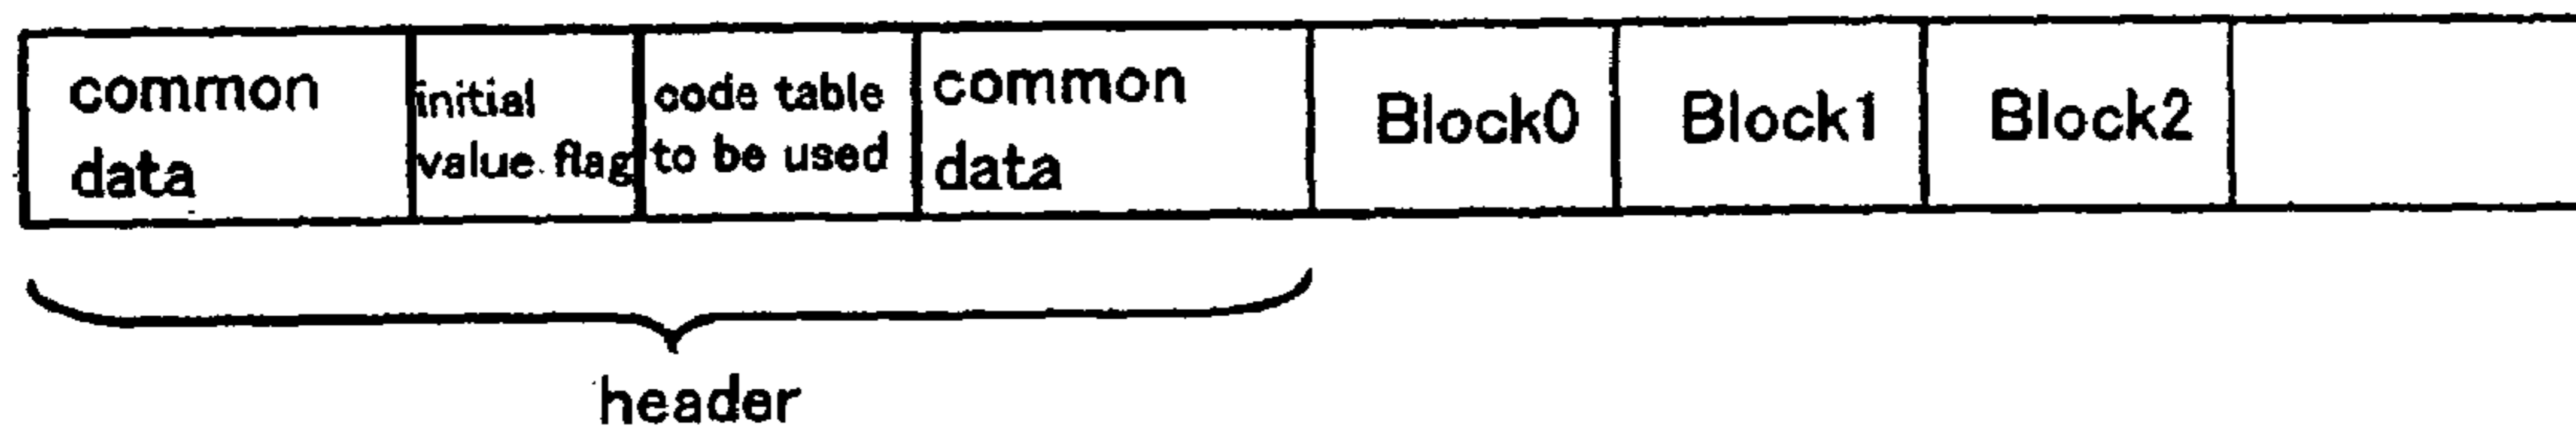 common
data
initial
value flag
code table
to be used
common
data
Block0
Block1
Block2
header